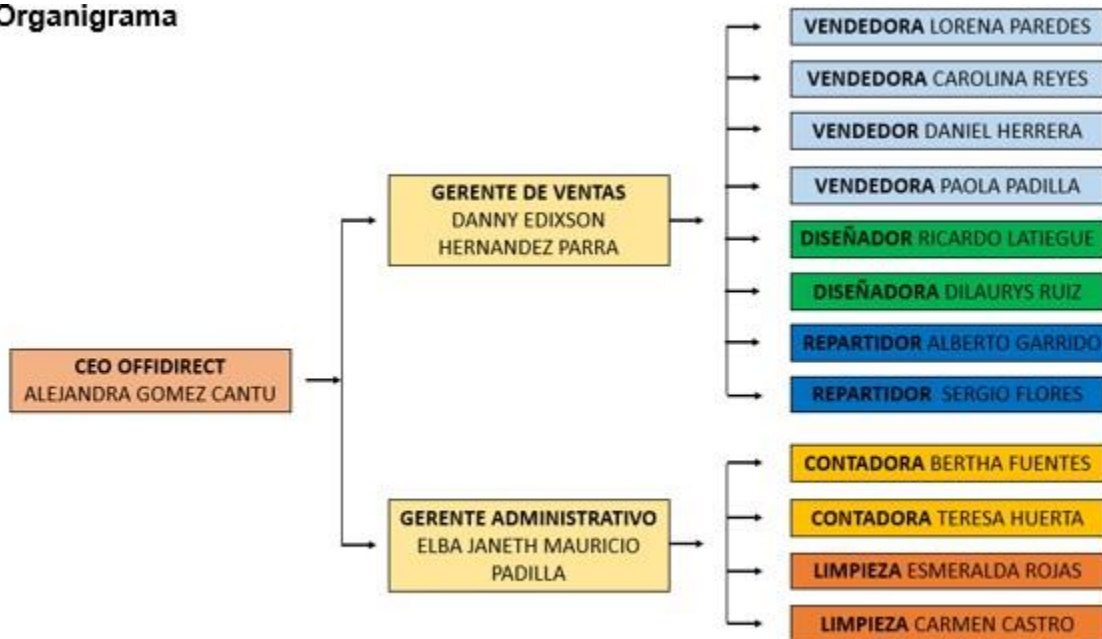 Organigrama
VENDEDORA LORENA PAREDES
VENDEDORA CAROLINA REYES
VENDEDOR DANIEL HERRERA
VENDEDORA PAOLA PADILLA
DISEÑADOR RICARDO LATIEGUE
DISEÑADORA DILAURYS RUIZ
REPARTIDOR ALBERTO GARRIDO
REPARTIDOR SERGIO FLORES
GERENTE DE VENTAS
DANNY EDIXSON
HERNANDEZ PARRA
CEO OFFIDIRECT
ALEJANDRA GOMEZ CANTU
GERENTE ADMINISTRATIVO
ELBA JANETH MAURICIO
PADILLA
CONTADORA BERTHA FUENTES
CONTADORA TERESA HUERTA
LIMPIEZA ESMERALDA ROJAS
LIMPIEZA CARMEN CASTRO